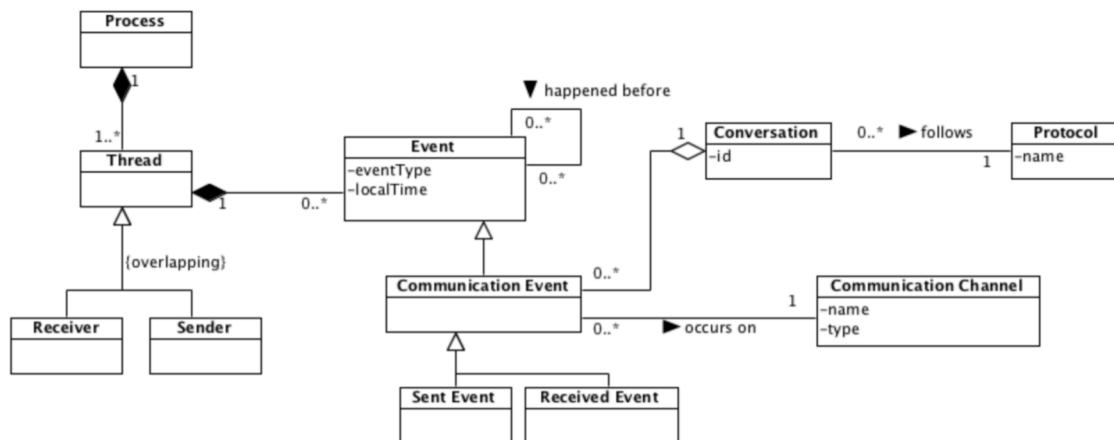 Process
1
1..*
Thread
1
0..*
{overlapping}
Receiver
Sender
happened before
0..*
0..*
Event
-eventType
-localTime
Communication Event
0..*
0..*
occurs on
1
Sent Event
Received Event
1
Conversation
-id
0..*
follows
1
Protocol
-name
Communication Channel
-name
-type